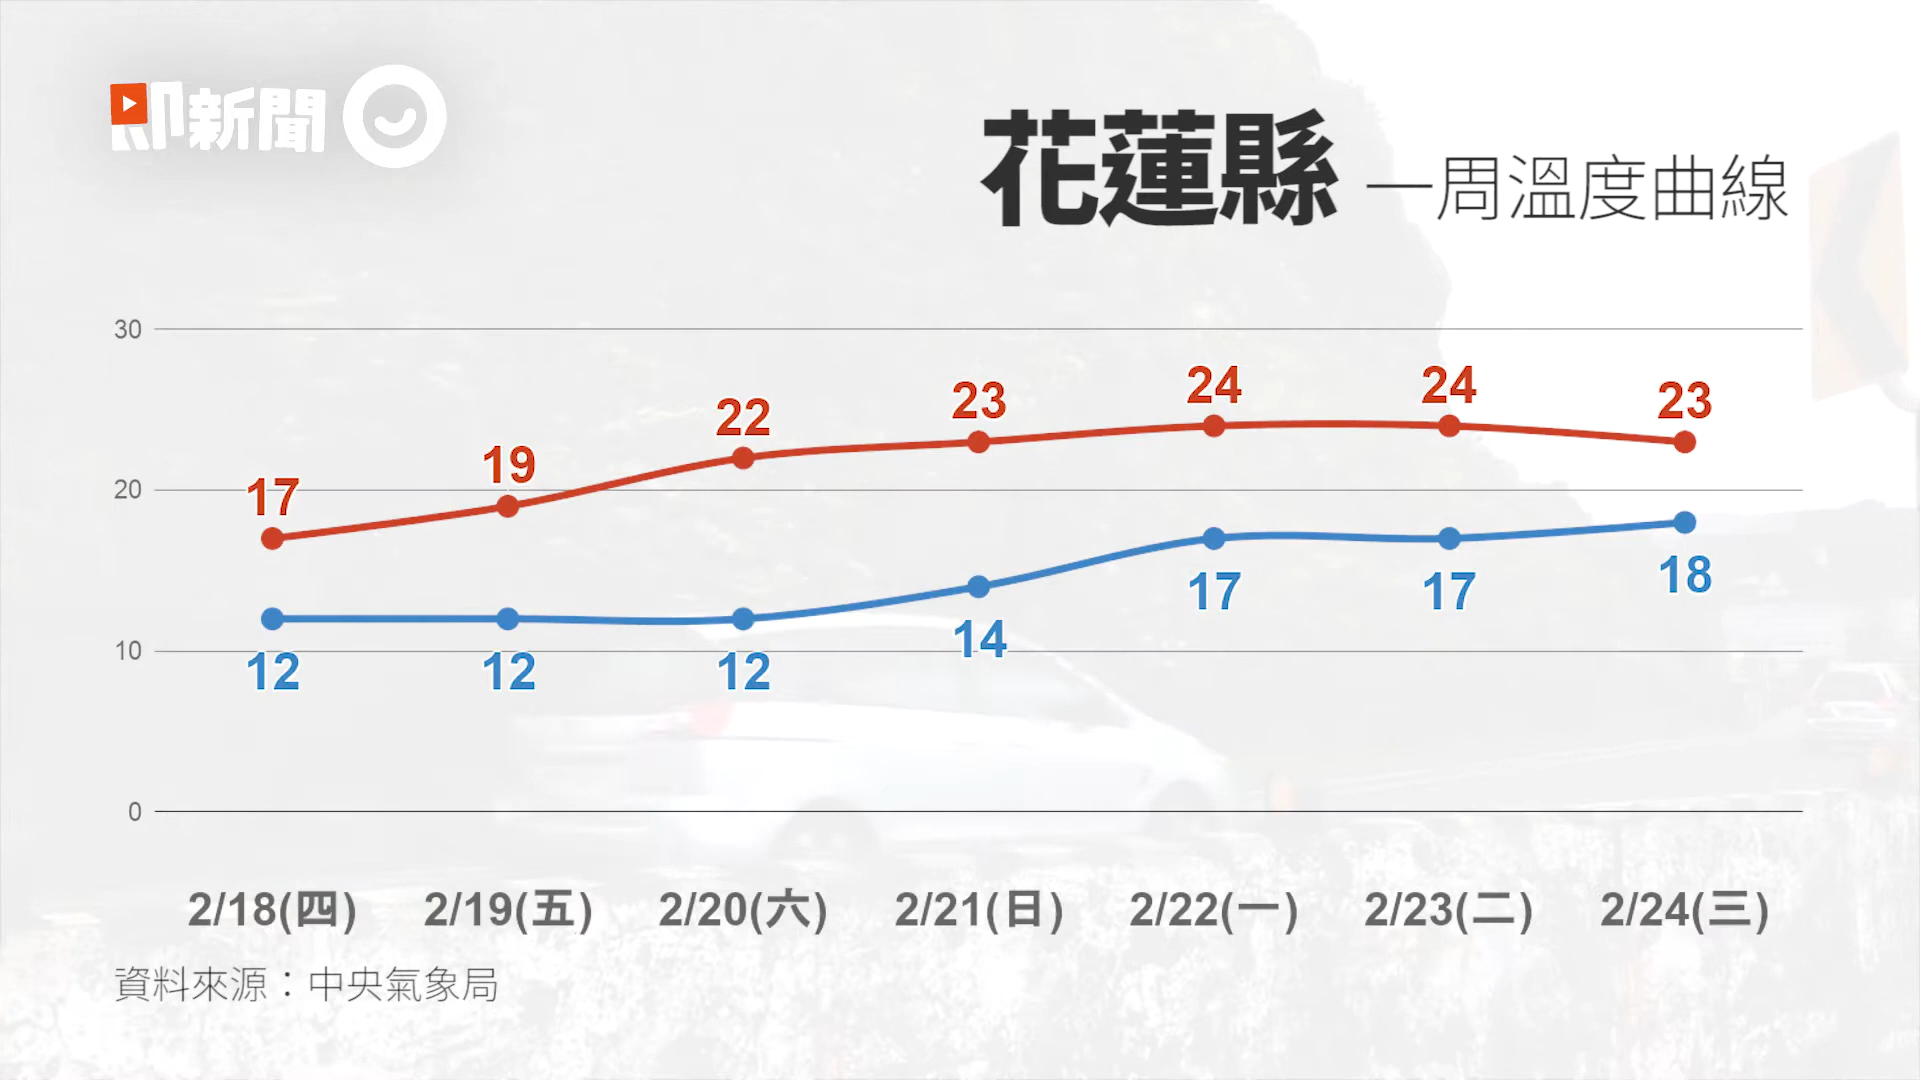 即新聞
花蓮縣 一周溫度曲線
30
20
10
0
17 19 22 23 24 24 23
12 12 12 14 17 17 18
2/18(四) 2/19(五) 2/20(六) 2/21(日) 2/22(一) 2/23(二) 2/24(三)
資料來源：中央氣象局